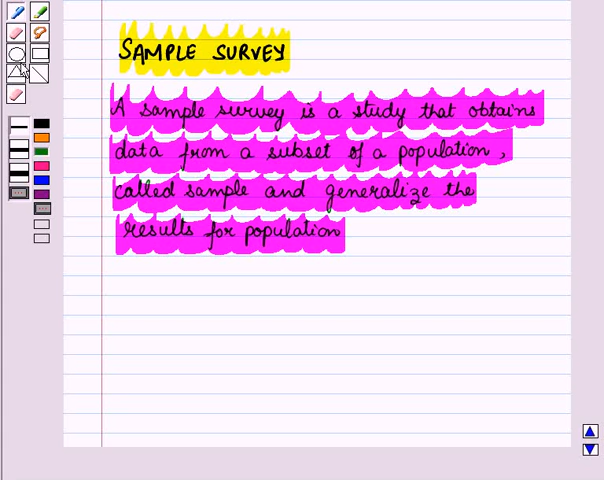 SAMPLE SURVEY
A sample survey is a study that obtains
data from a subset of a population,
called sample and generalize the
results for population